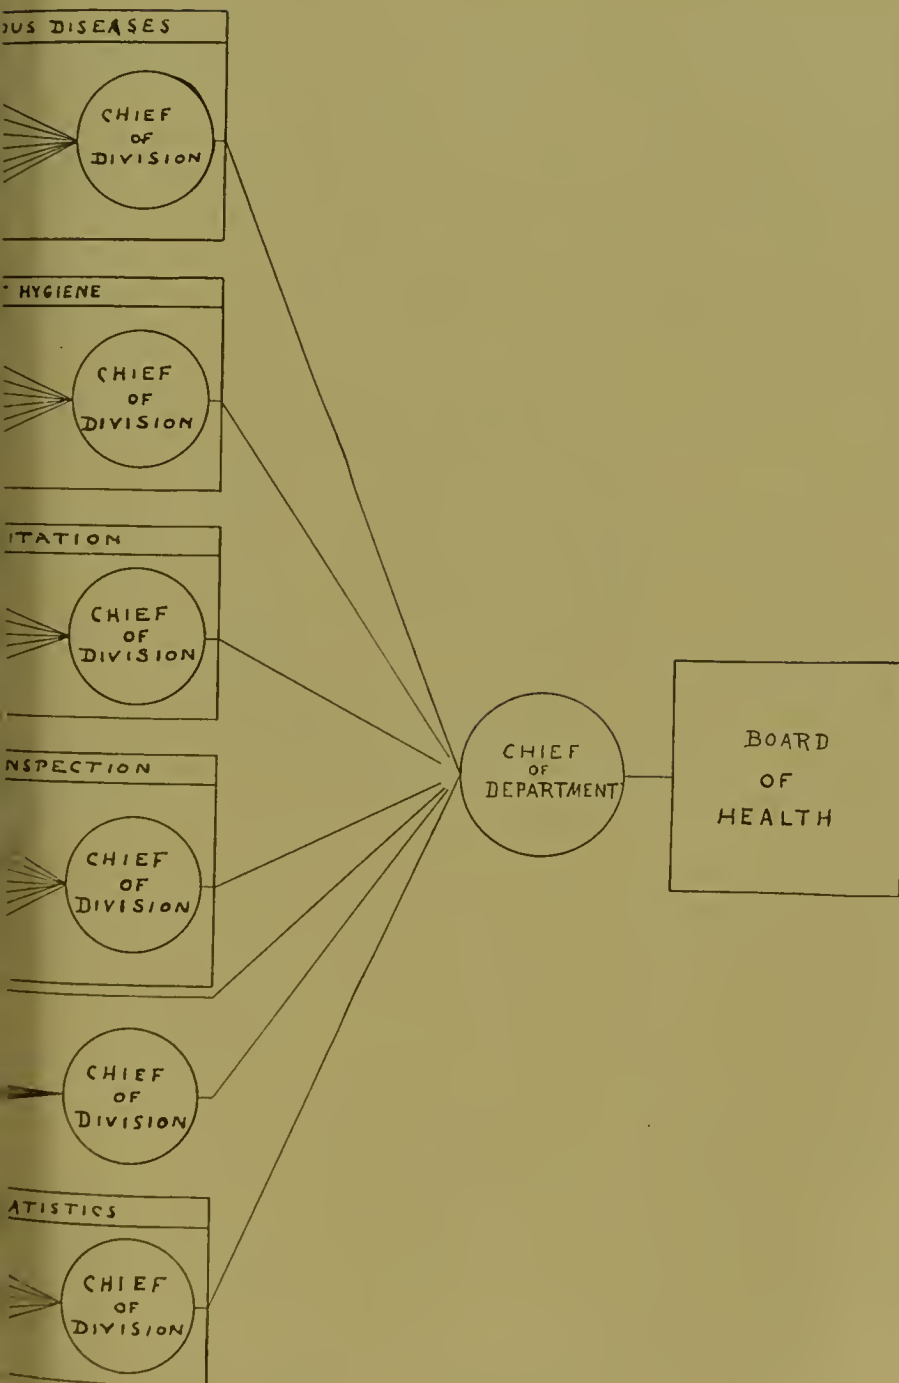 OUS DISEASES
CHIEF
OF
DIVISION
HYGIENE
CHIEF
OF
DIVISION
ITATION
CHIEF
OF
DIVISION
NSPECTION
CHIEF
OF
DIVISION
CHIEF
OF
DIVISION
ATISTICS
CHIEF
OF
DIVISION
CHIEF
OF
DEPARTMENT
BOARD
OF
HEALTH